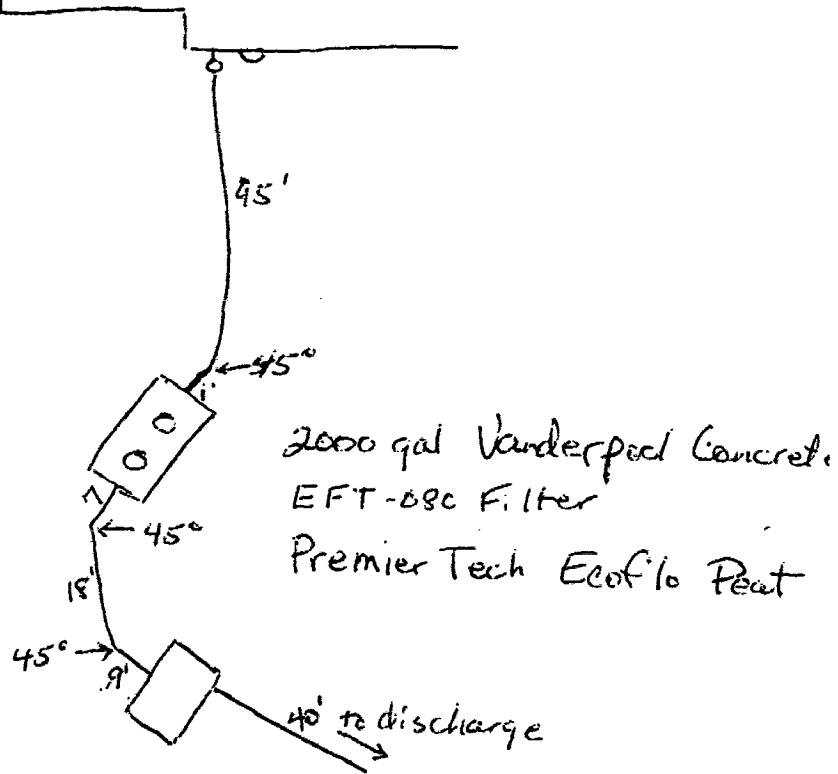 45'
45°
1'
2000 gal Vanderpool Concrete
EFT-080 Filter
Premier Tech Ecoflo Peat
45°
18'
45°
9'
40' to discharge